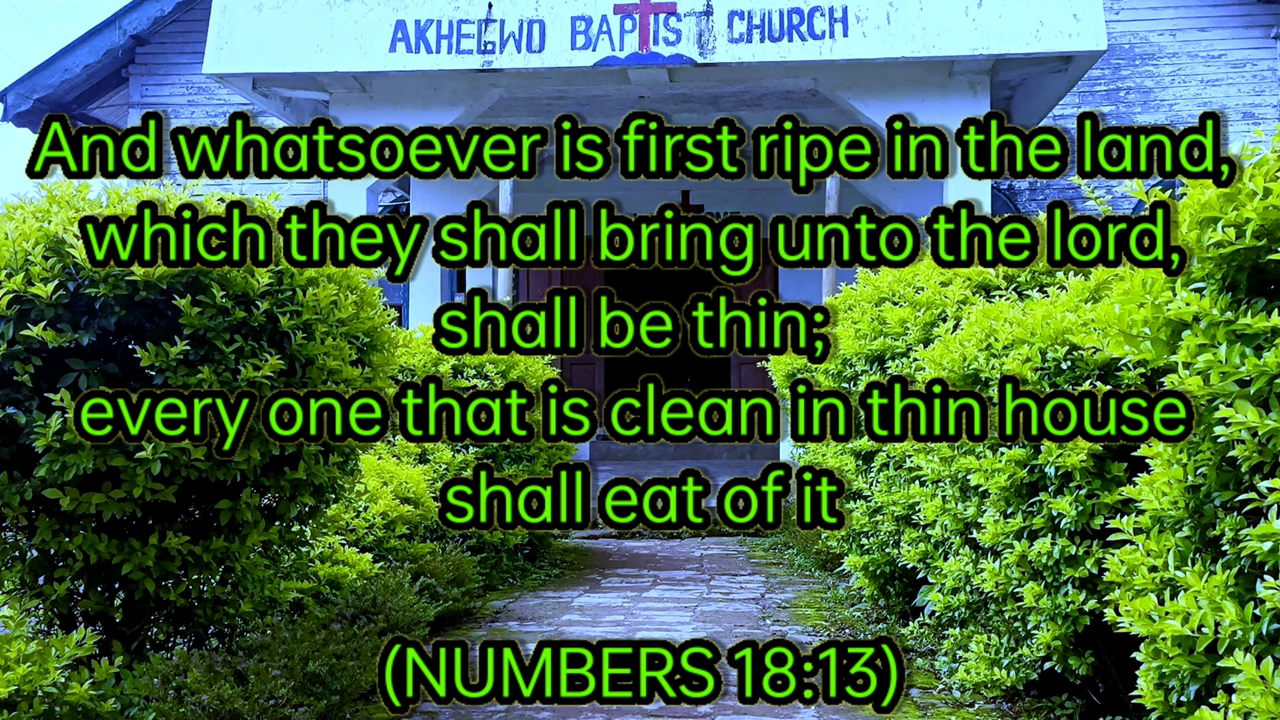 AKHEGWO BAPTIST CHURCH
And whatsoever is first ripe in the land,
which they shall bring unto the lord,
shall be thin;
every one that is clean in thin house
shall eat of it
(NUMBERS 18:13)